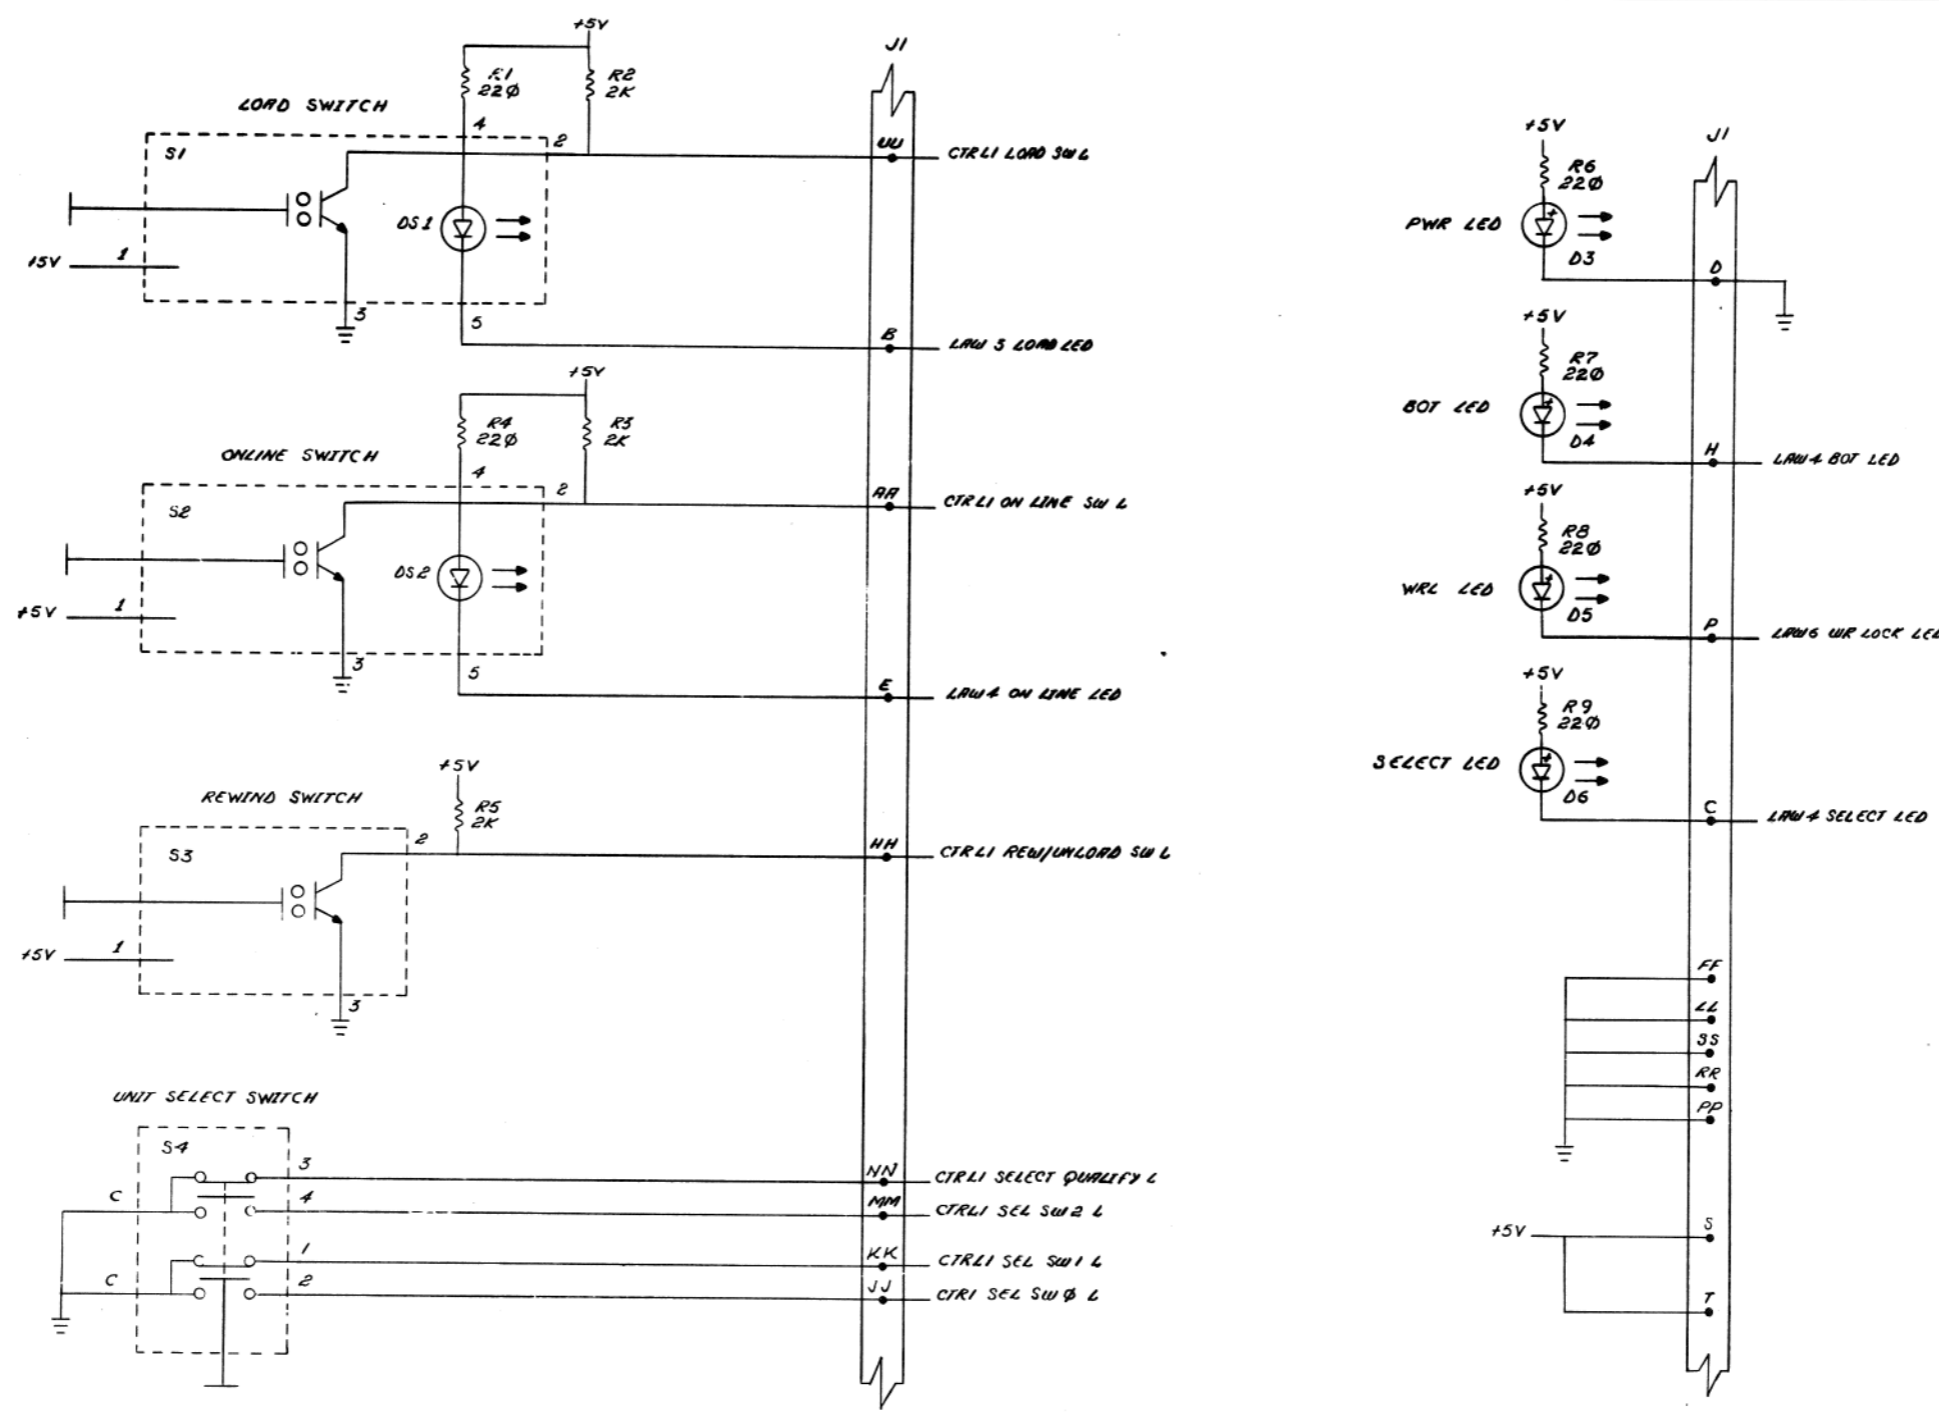 +5V
R1
22Ø
R2
2K
J1
LOAD SWITCH
4
2
S1
UU
CTRL1 LOAD SW L
DS1
+5V
1
3
5
B
LAW 5 LOAD LED
+5V
R4
22Ø
R3
2K
ONLINE SWITCH
4
2
S2
AA
CTRL1 ON LINE SW L
DS2
+5V
1
3
5
E
LAW4 ON LINE LED
+5V
R5
2K
REWIND SWITCH
2
S3
HH
CTRL1 REW/UNLOAD SW L
+5V
1
3
UNIT SELECT SWITCH
S4
3
NN
CTRL1 SELECT QUALIFY L
C
4
MM
CTRL1 SEL SW2 L
1
KK
CTRL1 SEL SW1 L
C
2
JJ
CTR1 SEL SWØ L
J1
+5V
R6
22Ø
PWR LED
+
D3
D
+5V
R7
22Ø
BOT LED
+
D4
H
LAW4 BOT LED
+5V
R8
22Ø
WRL LED
+
D5
P
LAW6 WR LOCK LED
+5V
R9
22Ø
SELECT LED
+
D6
C
LAW4 SELECT LED
FF
LL
SS
RR
PP
+5V
S
T